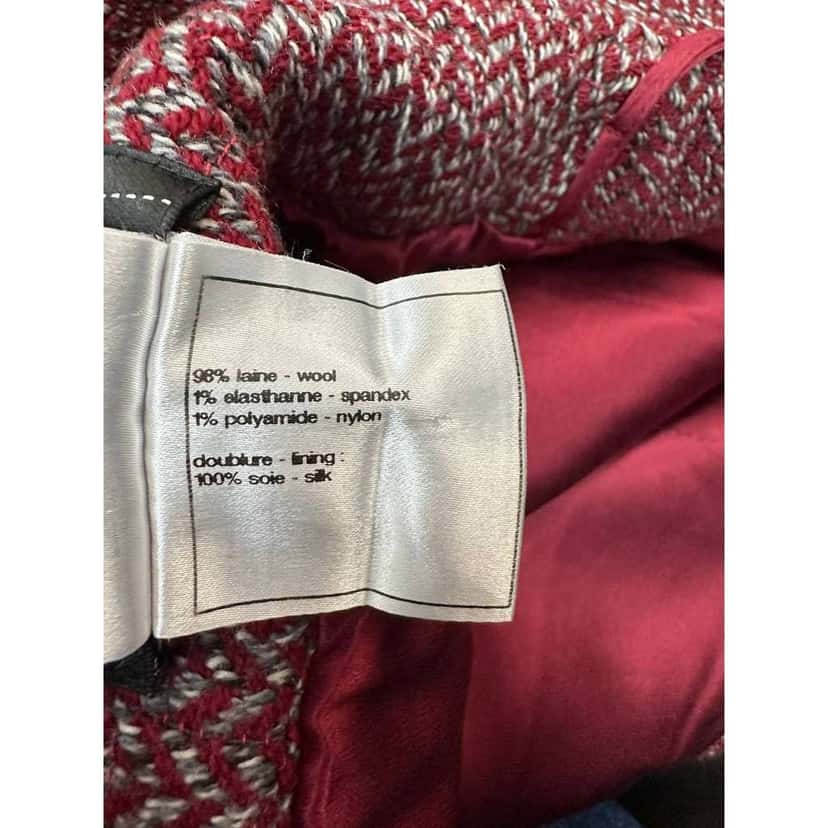 98% laine - wool
1% elasthanne - spandex
1% polyamide - nylon
doublure - lining :
100% soie - silk